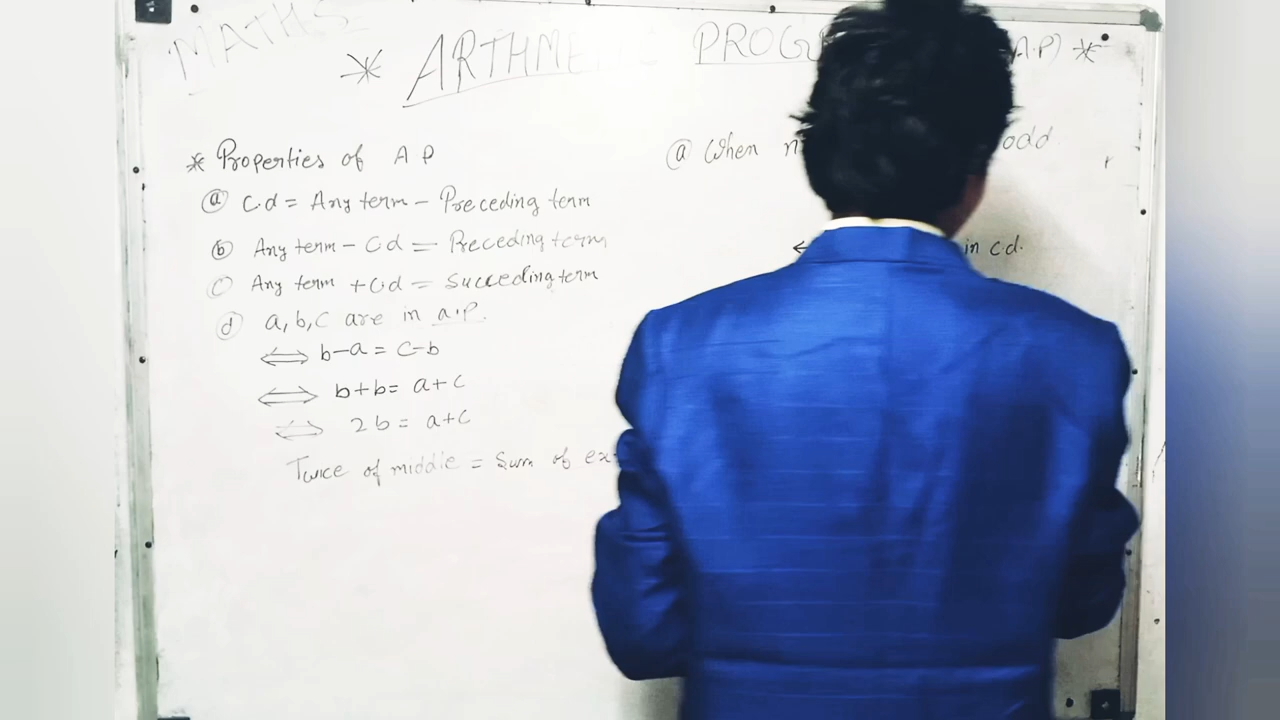 MATHS
* ARTHME PROG A.P) *
* Properties of A P
(a) C.d = Any term - Preceding term
(b) Any term - Cd = Preceding term
(c) Any term + C.d = Succeding term
(d) a, b, c are in a.p.
⟺ b-a = c-b
⟺ b+b = a+c
⟺ 2b = a+c
Twice of middle = Sum of ex
(a) When n odd
← in c.d.